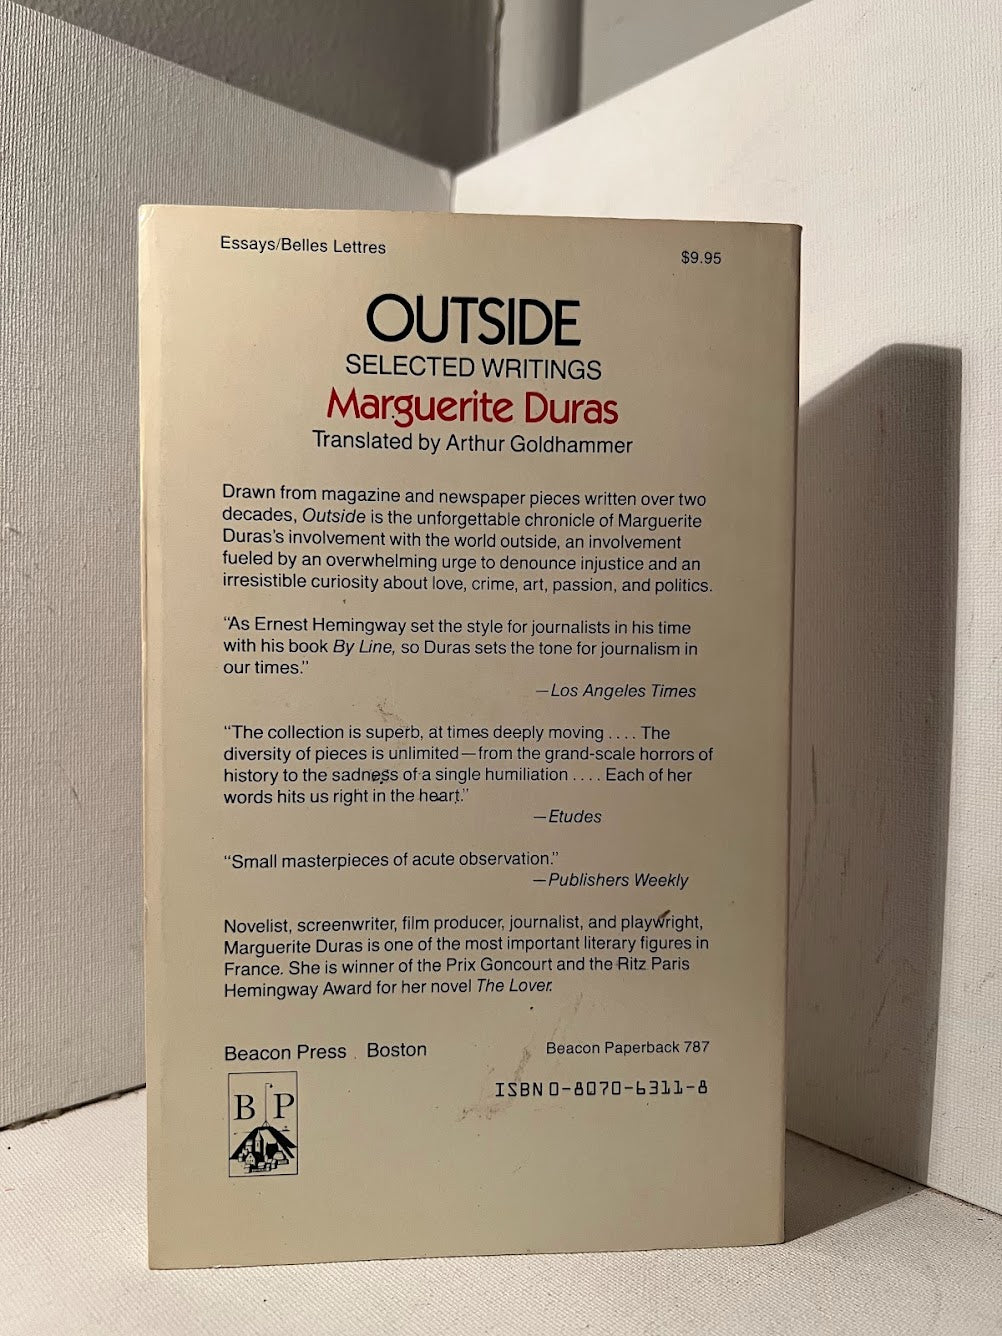 Essays/Belles Lettres
$9.95
OUTSIDE
SELECTED WRITINGS
Marguerite Duras
Translated by Arthur Goldhammer
Drawn from magazine and newspaper pieces written over two
decades, Outside is the unforgettable chronicle of Marguerite
Duras's involvement with the world outside, an involvement
fueled by an overwhelming urge to denounce injustice and an
irresistible curiosity about love, crime, art, passion, and politics.
“As Ernest Hemingway set the style for journalists in his time
with his book By Line, so Duras sets the tone for journalism in
our times.”
—Los Angeles Times
“The collection is superb, at times deeply moving . . . . The
diversity of pieces is unlimited—from the grand-scale horrors of
history to the sadness of a single humiliation . . . . Each of her
words hits us right in the heart.”
—Etudes
“Small masterpieces of acute observation.”
—Publishers Weekly
Novelist, screenwriter, film producer, journalist, and playwright,
Marguerite Duras is one of the most important literary figures in
France. She is winner of the Prix Goncourt and the Ritz Paris
Hemingway Award for her novel The Lover.
Beacon Press Boston
Beacon Paperback 787
ISBN 0-8070-6311-8
B P